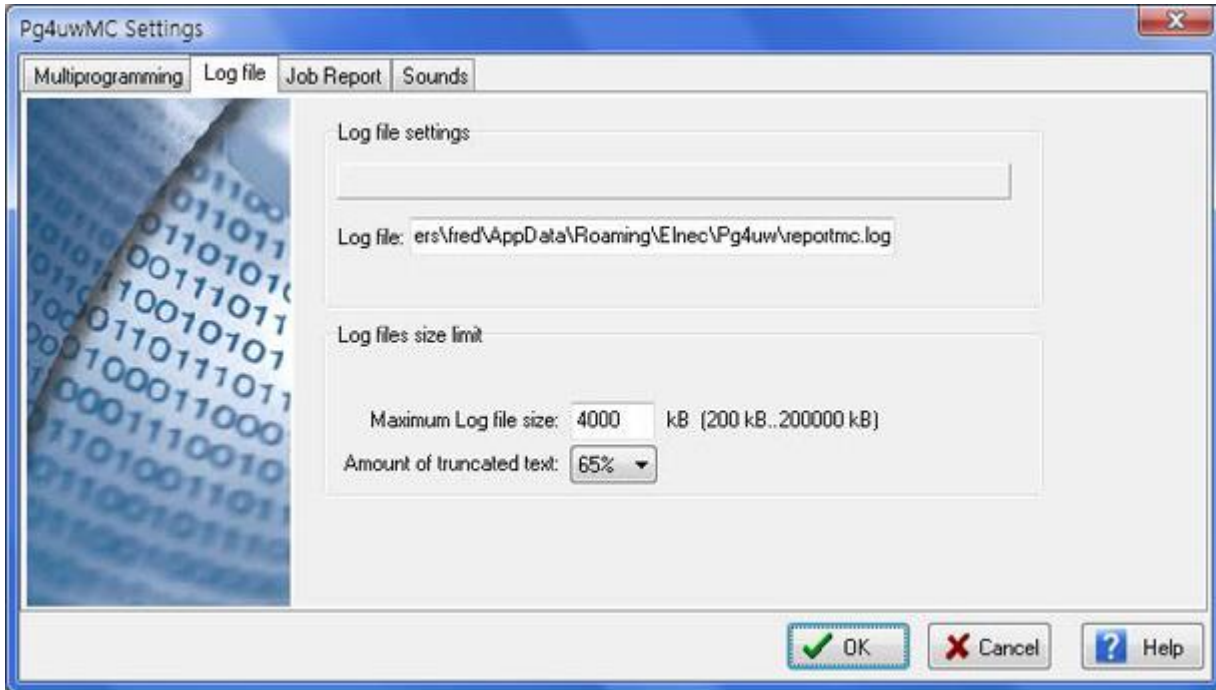 Pg4uwMC Settings
Multiprogramming Log file Job Report Sounds
Log file settings
Log file: ers\fred\AppData\Roaming\Elnec\Pg4uw\reportmc.log
Log files size limit
Maximum Log file size: 4000 kB (200 kB..200000 kB)
Amount of truncated text: 65%
OK Cancel ? Help